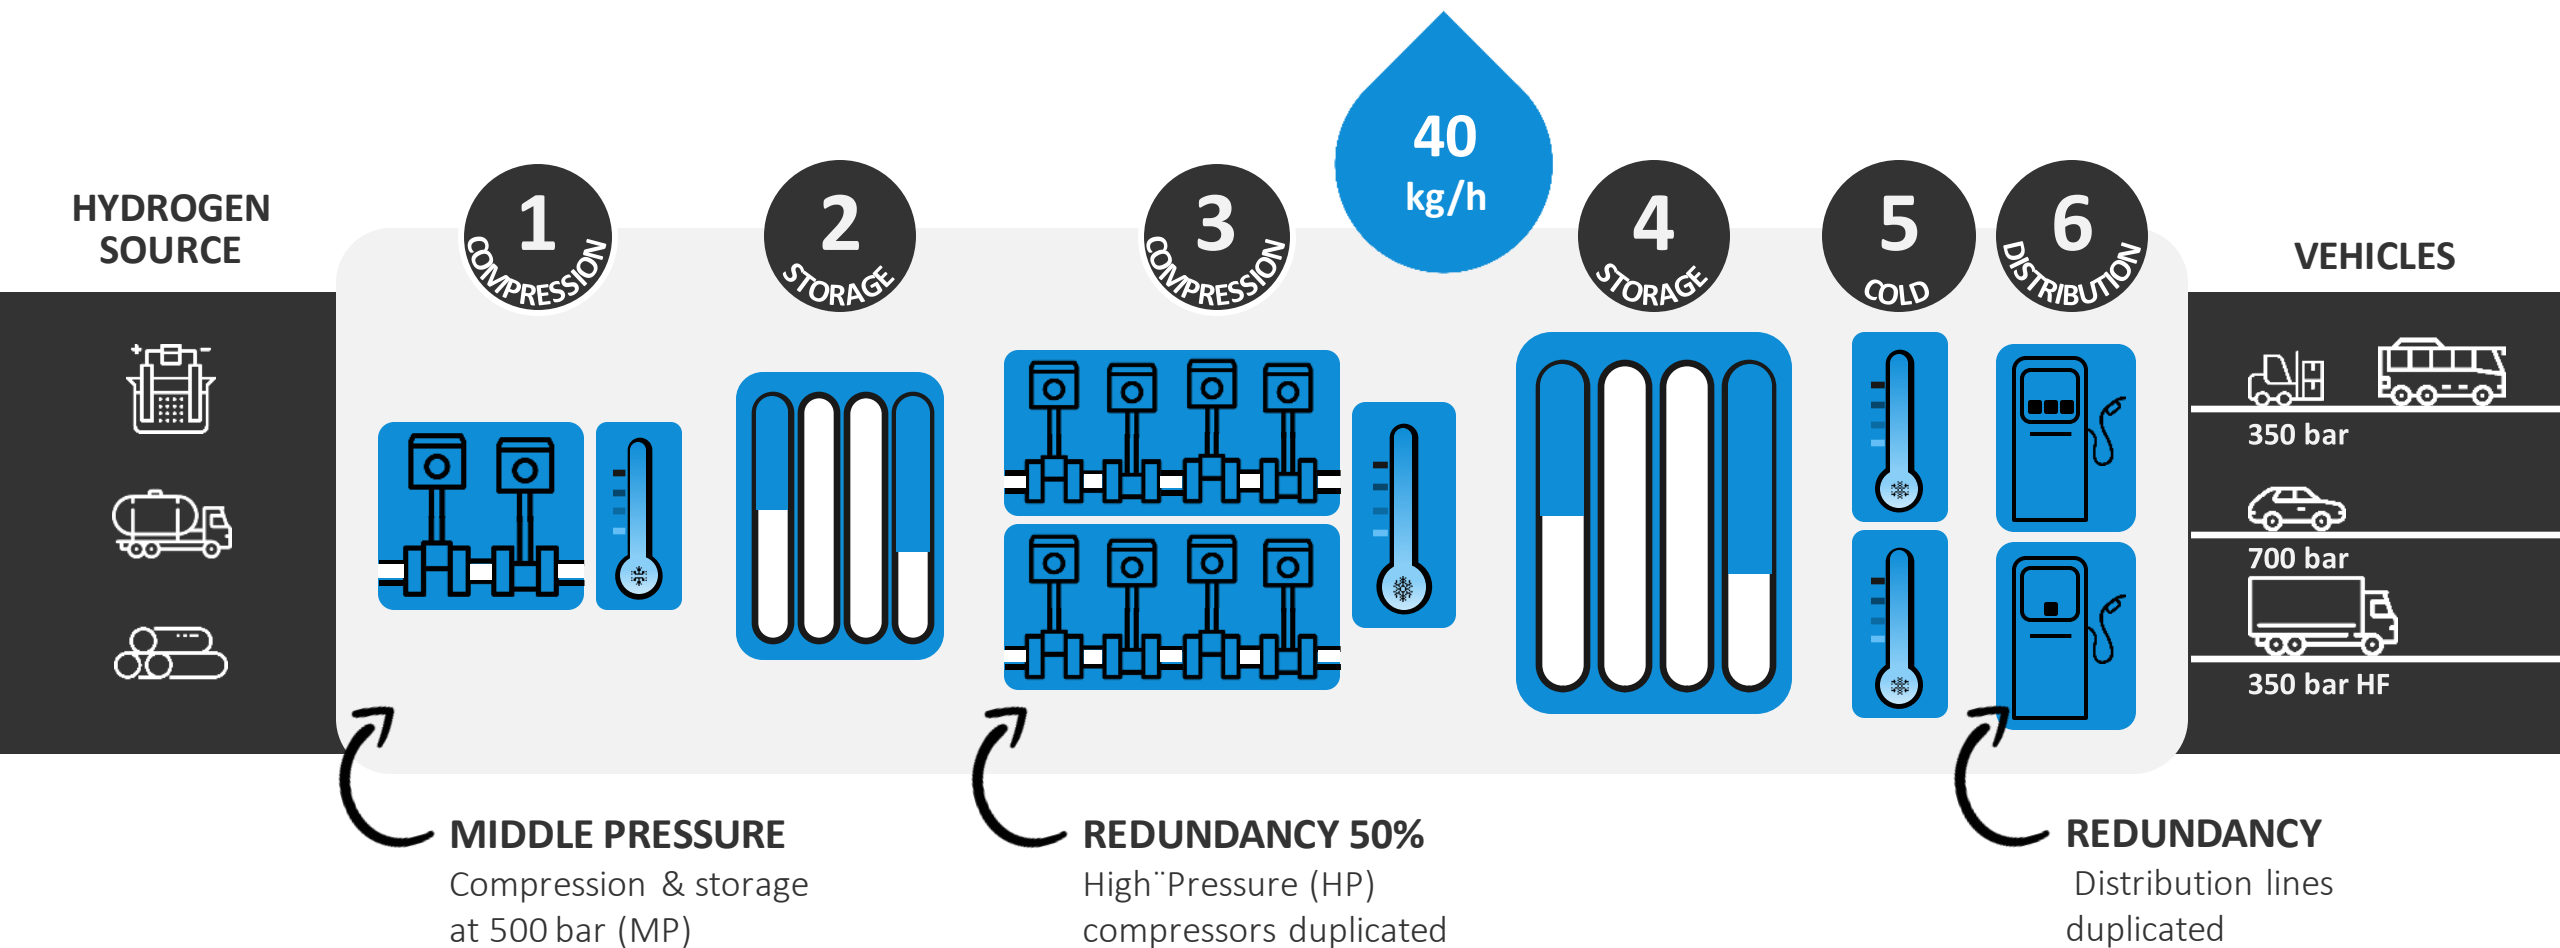 HYDROGEN
SOURCE
1
COMPRESSION
2
STORAGE
3
COMPRESSION
40
kg/h
4
STORAGE
5
COLD
6
DISTRIBUTION
VEHICLES
350 bar
700 bar
350 bar HF
MIDDLE PRESSURE
Compression & storage
at 500 bar (MP)
REDUNDANCY 50%
High¨Pressure (HP)
compressors duplicated
REDUNDANCY
Distribution lines
duplicated